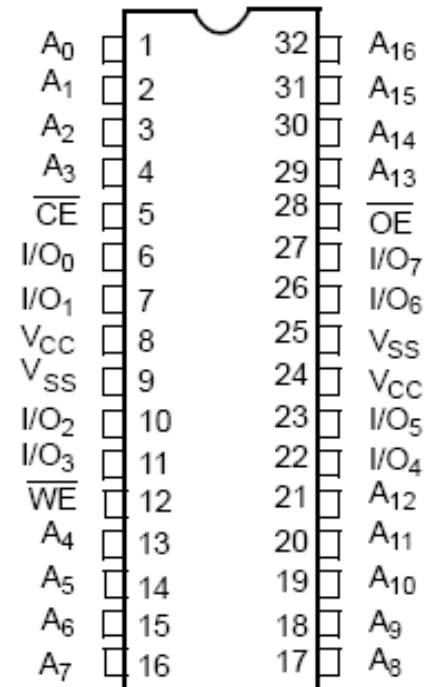 A0 1 32 A16
A1 2 31 A15
A2 3 30 A14
A3 4 29 A13
C̅E̅ 5 28 O̅E̅
I/O0 6 27 I/O7
I/O1 7 26 I/O6
VCC 8 25 VSS
VSS 9 24 VCC
I/O2 10 23 I/O5
I/O3 11 22 I/O4
W̅E̅ 12 21 A12
A4 13 20 A11
A5 14 19 A10
A6 15 18 A9
A7 16 17 A8